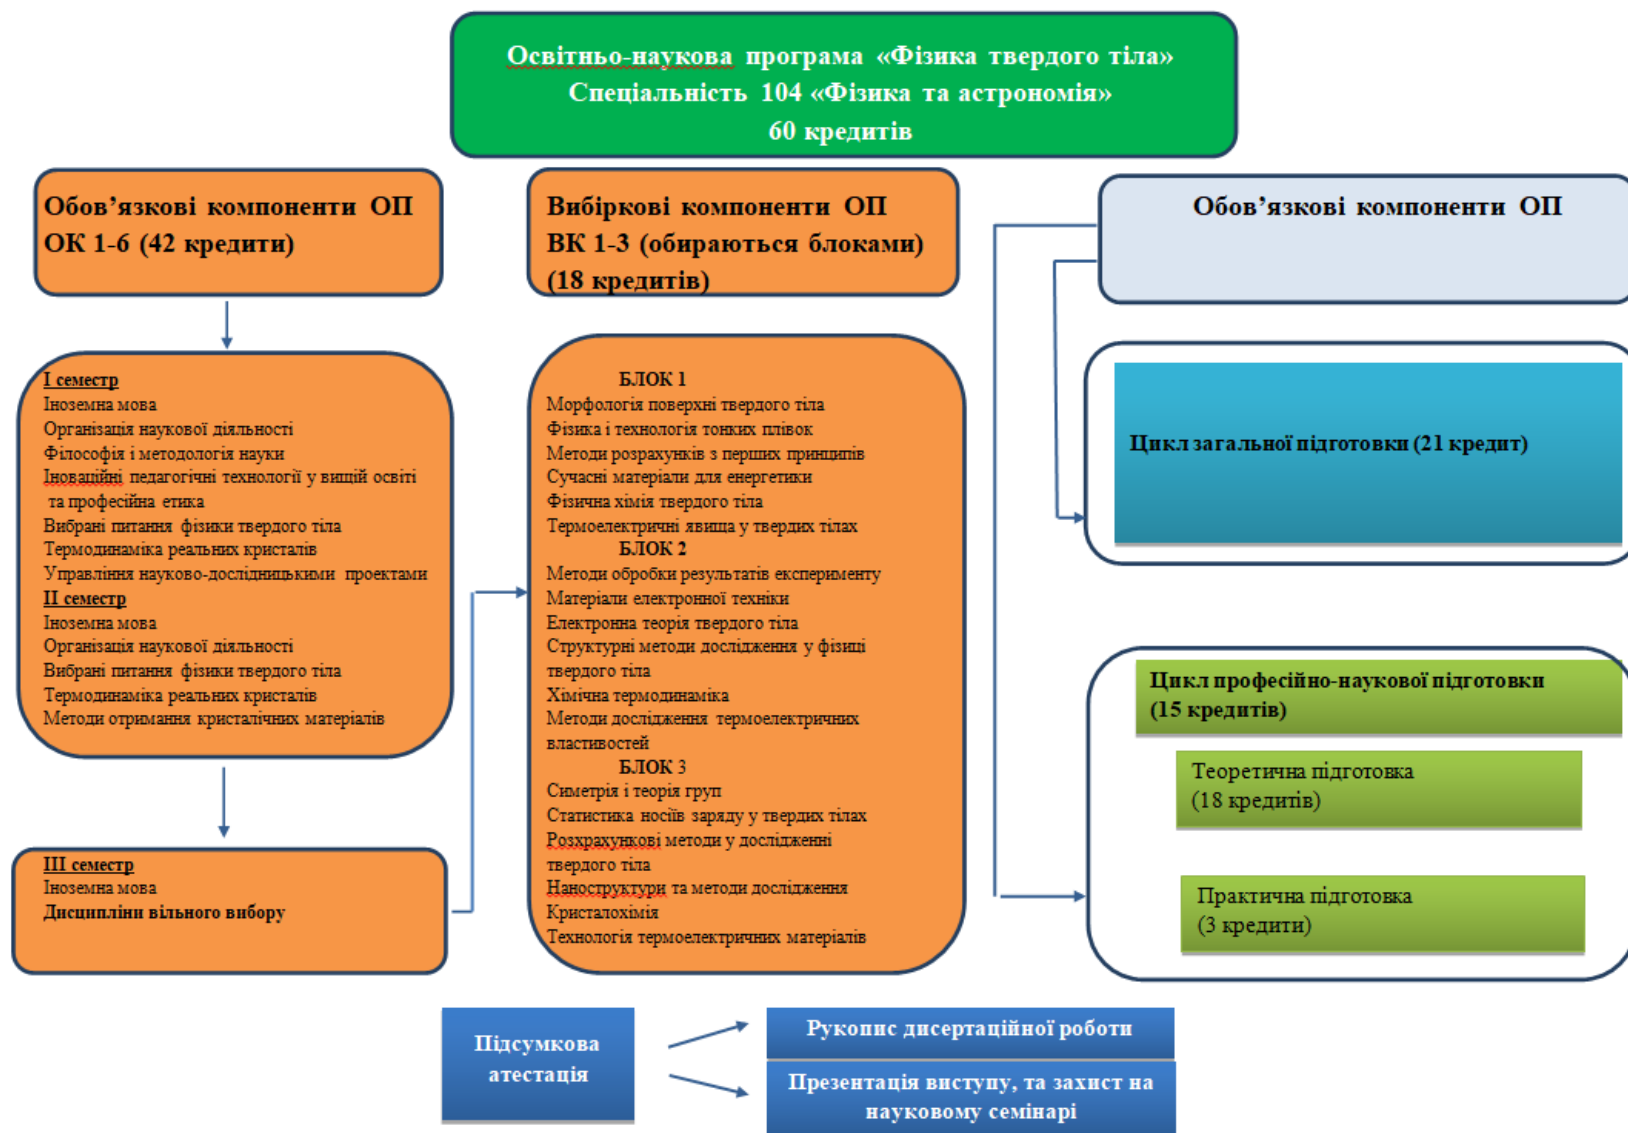 Освітньо-наукова програма «Фізика твердого тіла»
Спеціальність 104 «Фізика та астрономія»
60 кредитів
Обов’язкові компоненти ОП
ОК 1-6 (42 кредити)
І семестр
Іноземна мова
Організація наукової діяльності
Філософія і методологія науки
Іноваційні педагогічні технології у вищій освіті
та професійна етика
Вибрані питання фізики твердого тіла
Термодинаміка реальних кристалів
Управління науково-дослідницькими проектами
ІІ семестр
Іноземна мова
Організація наукової діяльності
Вибрані питання фізики твердого тіла
Термодинаміка реальних кристалів
Методи отримання кристалічних матеріалів
ІІІ семестр
Іноземна мова
Дисципліни вільного вибору
Вибіркові компоненти ОП
ВК 1-3 (обираються блоками)
(18 кредитів)
БЛОК 1
Морфологія поверхні твердого тіла
Фізика і технологія тонких плівок
Методи розрахунків з перших принципів
Сучасні матеріали для енергетики
Фізична хімія твердого тіла
Термоелектричні явища у твердих тілах
БЛОК 2
Методи обробки результатів експерименту
Матеріали електронної техніки
Електронна теорія твердого тіла
Структурні методи дослідження у фізиці
твердого тіла
Хімічна термодинаміка
Методи дослідження термоелектричних
властивостей
БЛОК 3
Симетрія і теорія груп
Статистика носіїв заряду у твердих тілах
Розхрахункові методи у дослідженні
твердого тіла
Наноструктури та методи дослідження
Кристалохімія
Технологія термоелектричних матеріалів
Обов’язкові компоненти ОП
Цикл загальної підготовки (21 кредит)
Цикл професійно-наукової підготовки
(15 кредитів)
Теоретична підготовка
(18 кредитів)
Практична підготовка
(3 кредити)
Підсумкова
атестація
Рукопис дисертаційної роботи
Презентація виступу, та захист на
науковому семінарі